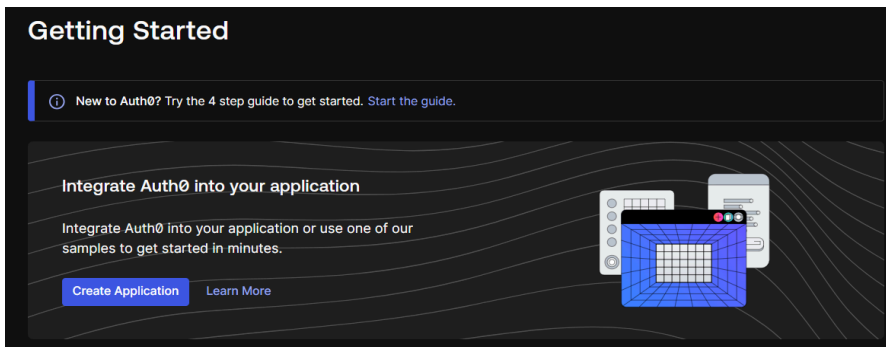 Getting Started
New to Auth0? Try the 4 step guide to get started. Start the guide.
Integrate Auth0 into your application
Integrate Auth0 into your application or use one of our
samples to get started in minutes.
Create Application Learn More